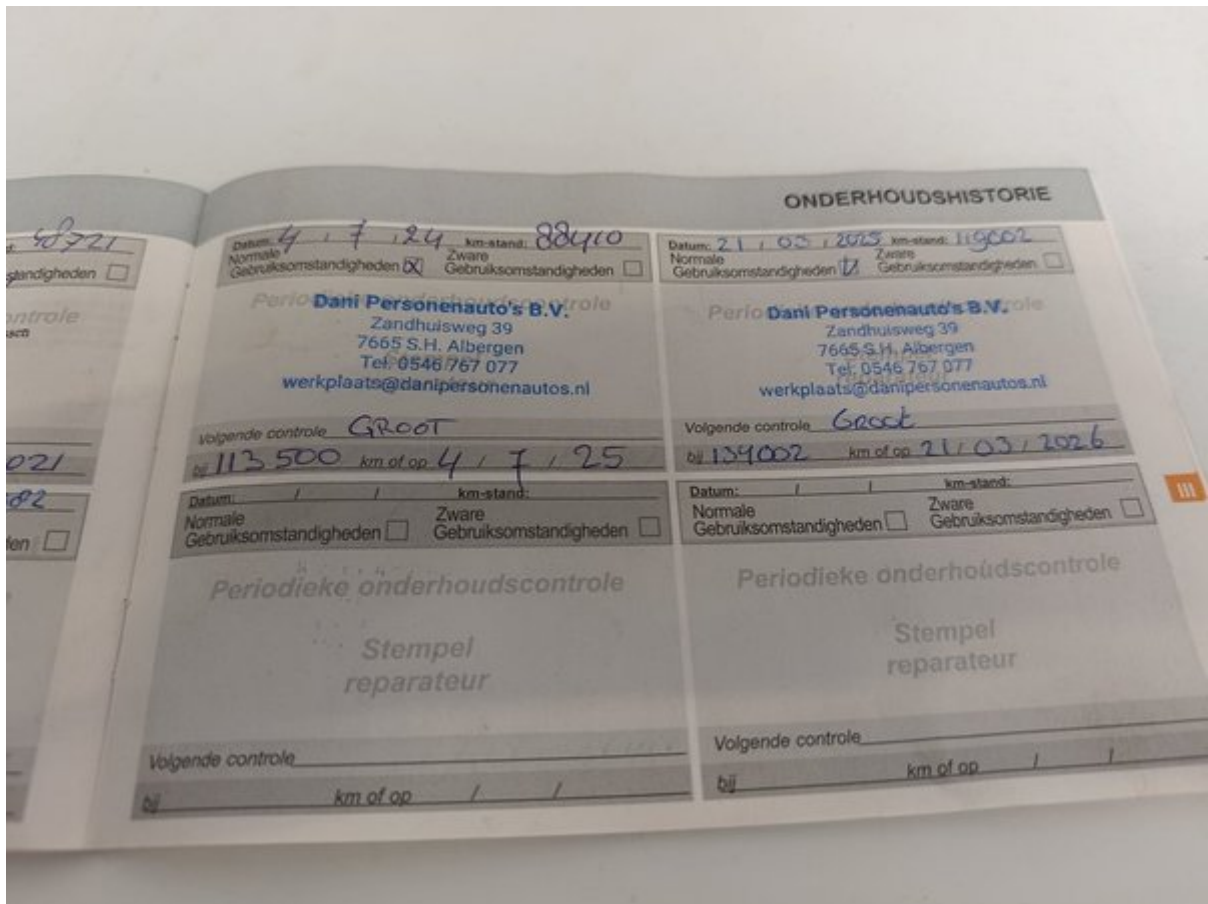 ONDERHOUDSHISTORIE
48721
standigheden
ontrole
021
82
en
Datum: 4 / 7 / 24 km-stand: 88410
Normale Gebruiksomstandigheden Zware Gebruiksomstandigheden
Dani Personenauto's B.V.
Zandhuisweg 39
7665 S.H. Albergen
Tel: 0546 767 077
werkplaats@danipersonenautos.nl
Volgende controle GROOT
bij 113500 km of op 4 / 7 / 25
Datum: / / km-stand:
Normale Gebruiksomstandigheden Zware Gebruiksomstandigheden
Periodieke onderhoudscontrole
Stempel
reparateur
Volgende controle
bij km of op / /
Datum: 21 / 03 / 2025 km-stand: 119002
Normale Gebruiksomstandigheden Zware Gebruiksomstandigheden
Dani Personenauto's B.V.
Zandhuisweg 39
7665 S.H. Albergen
Tel: 0546 767 077
werkplaats@danipersonenautos.nl
Volgende controle Groot
bij 139002 km of op 21 / 03 / 2026
Datum: / / km-stand:
Normale Gebruiksomstandigheden Zware Gebruiksomstandigheden
Periodieke onderhoudscontrole
Stempel
reparateur
Volgende controle
bij km of op / /
III